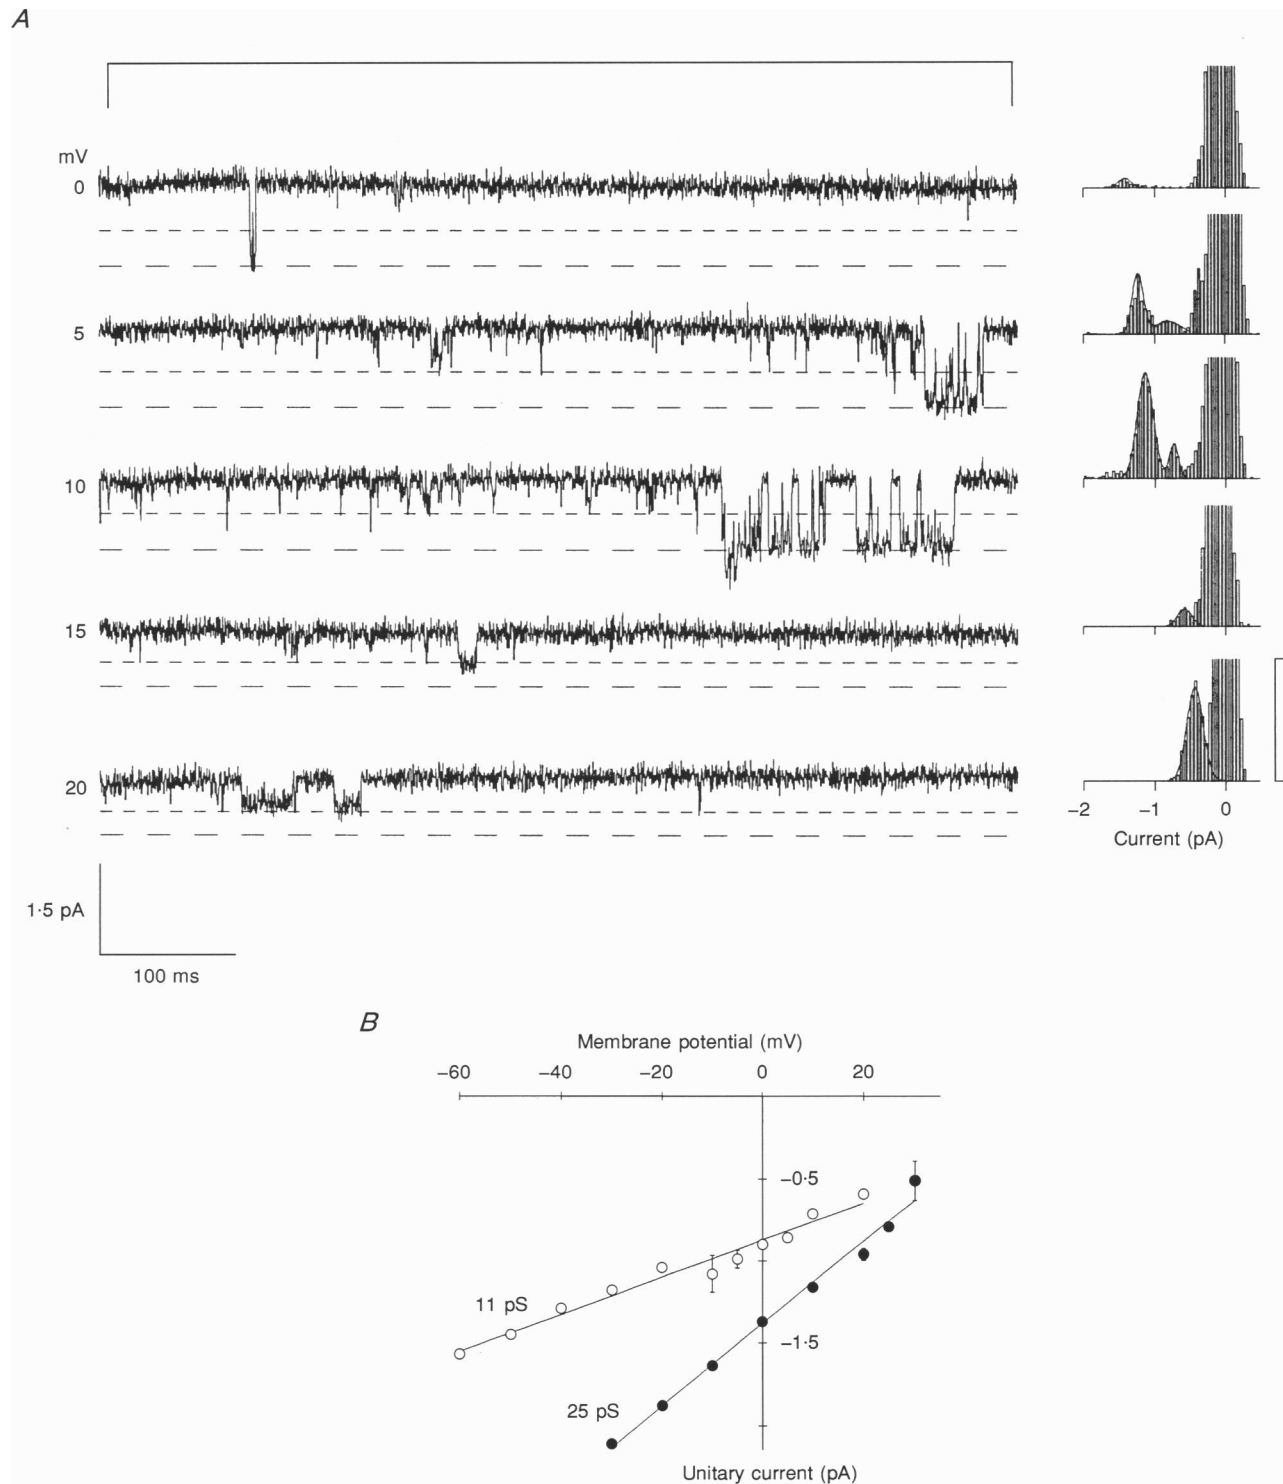 A
mV
0
5
10
15
20
1·5 pA
100 ms
−2 −1 0
Current (pA)
B
Membrane potential (mV)
−60 −40 −20 0 20
−0·5
11 pS
−1·5
25 pS
Unitary current (pA)